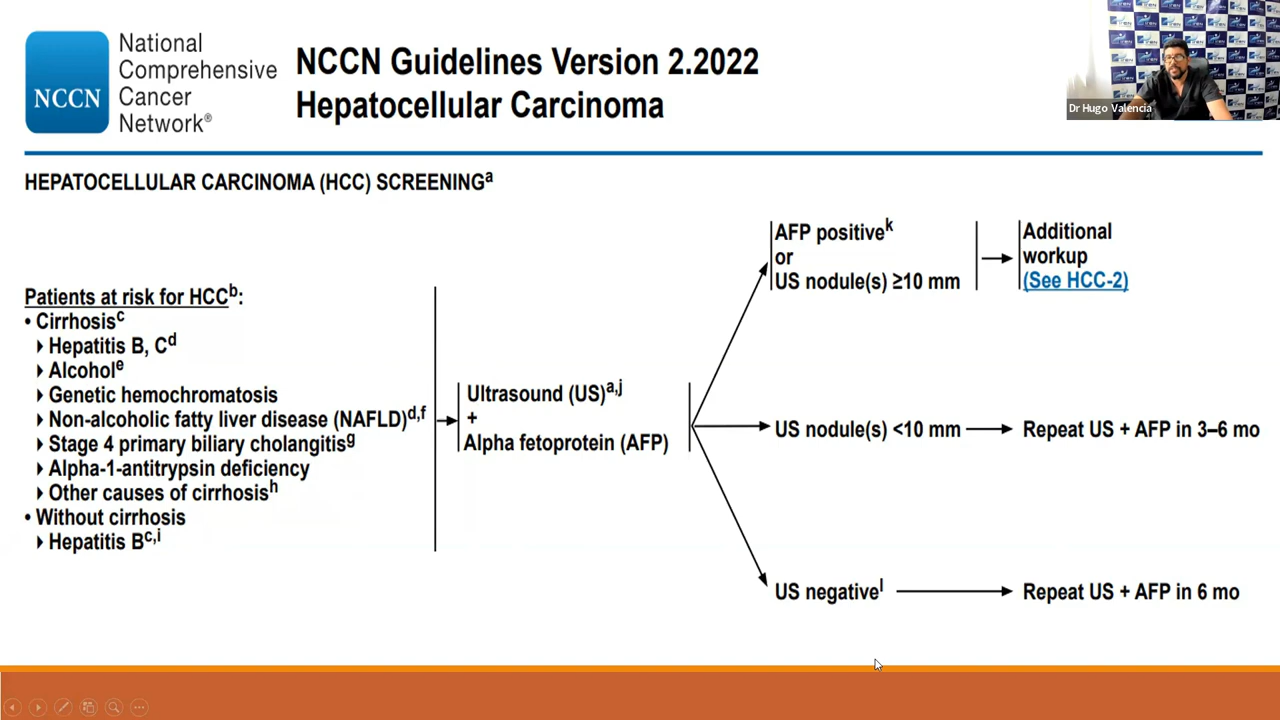 NCCN
National
Comprehensive
Cancer
Network®
NCCN Guidelines Version 2.2022
Hepatocellular Carcinoma
Dr Hugo Valencia
HEPATOCELLULAR CARCINOMA (HCC) SCREENINGa
Patients at risk for HCCb:
• Cirrhosisc
Hepatitis B, Cd
Alcohole
Genetic hemochromatosis
Non-alcoholic fatty liver disease (NAFLD)d,f
Stage 4 primary biliary cholangitisg
Alpha-1-antitrypsin deficiency
Other causes of cirrhosish
• Without cirrhosis
Hepatitis Bc,i
Ultrasound (US)a,j
+
Alpha fetoprotein (AFP)
AFP positivek
or
US nodule(s) ≥10 mm
Additional
workup
(See HCC-2)
US nodule(s) <10 mm
Repeat US + AFP in 3–6 mo
US negativel
Repeat US + AFP in 6 mo